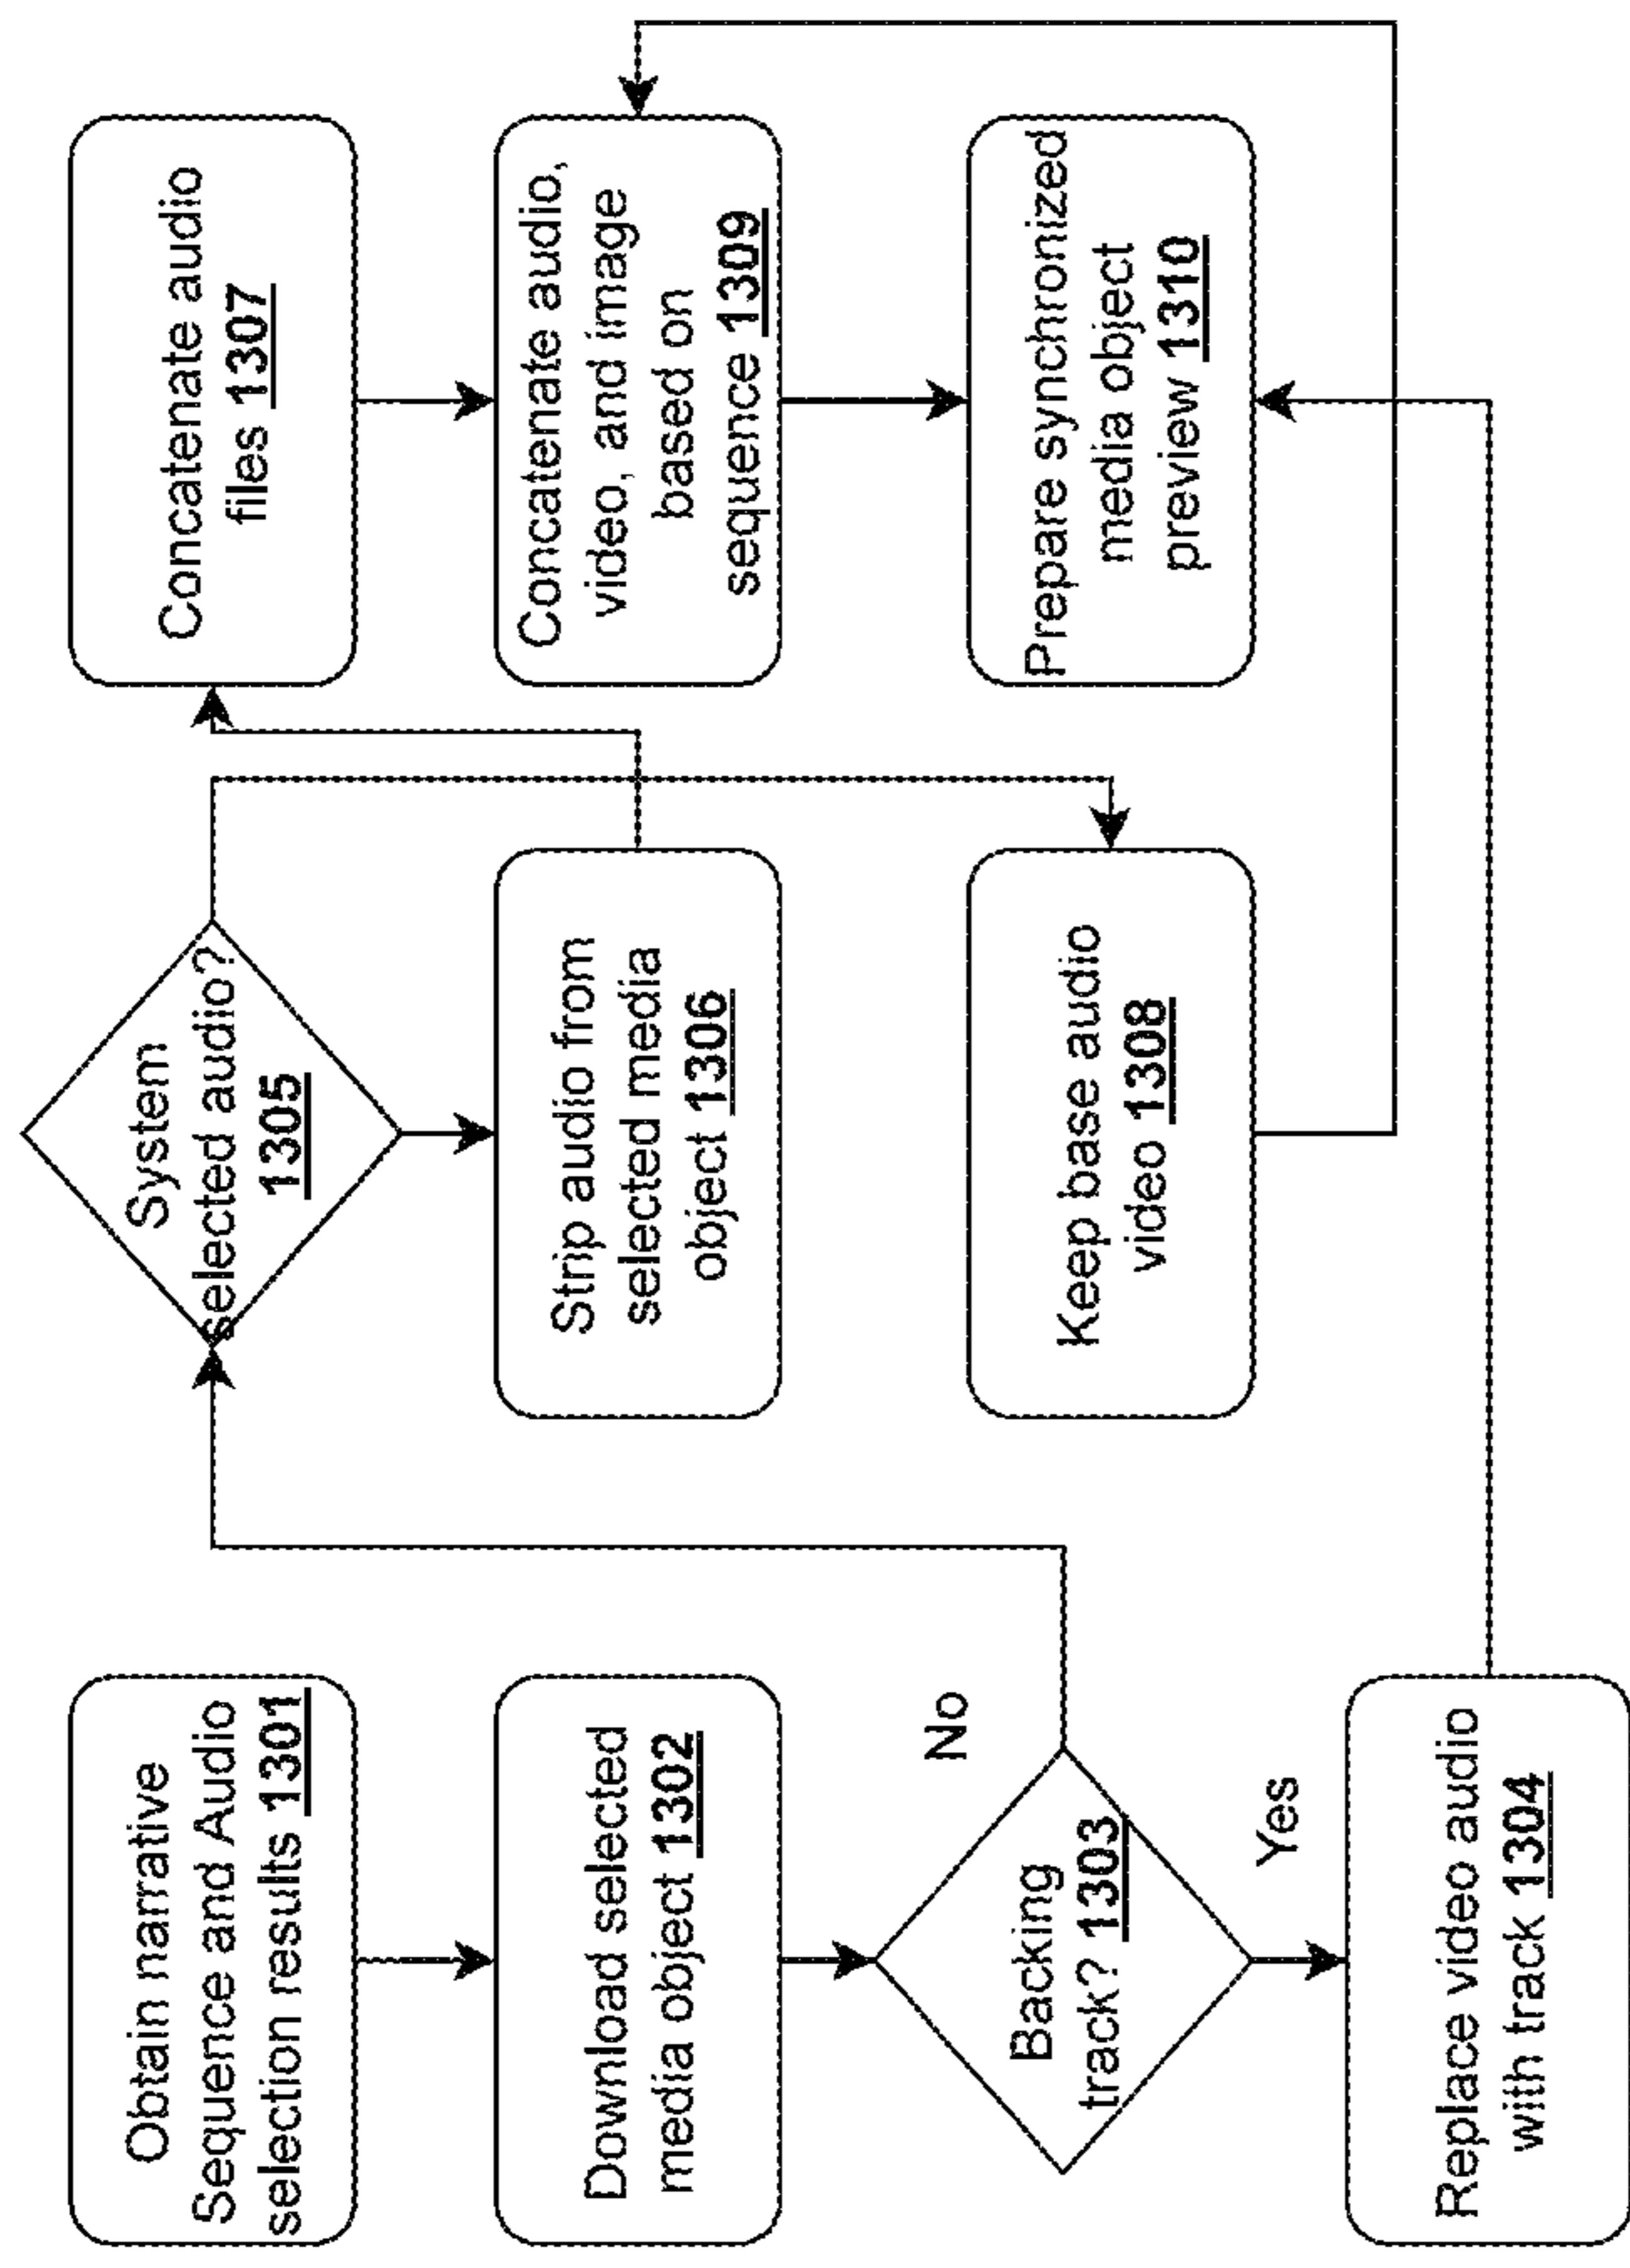 Obtain narrative
Sequence and Audio
selection results 1301
Download selected
media object 1302
Backing
track? 1303
No
Yes
Replace video audio
with track 1304
System
selected audio?
1305
Strip audio from
selected media
object 1306
Keep base audio
video 1308
Concatenate audio
files 1307
Concatenate audio,
video, and image
based on
sequence 1309
Prepare synchronized
media object
preview 1310